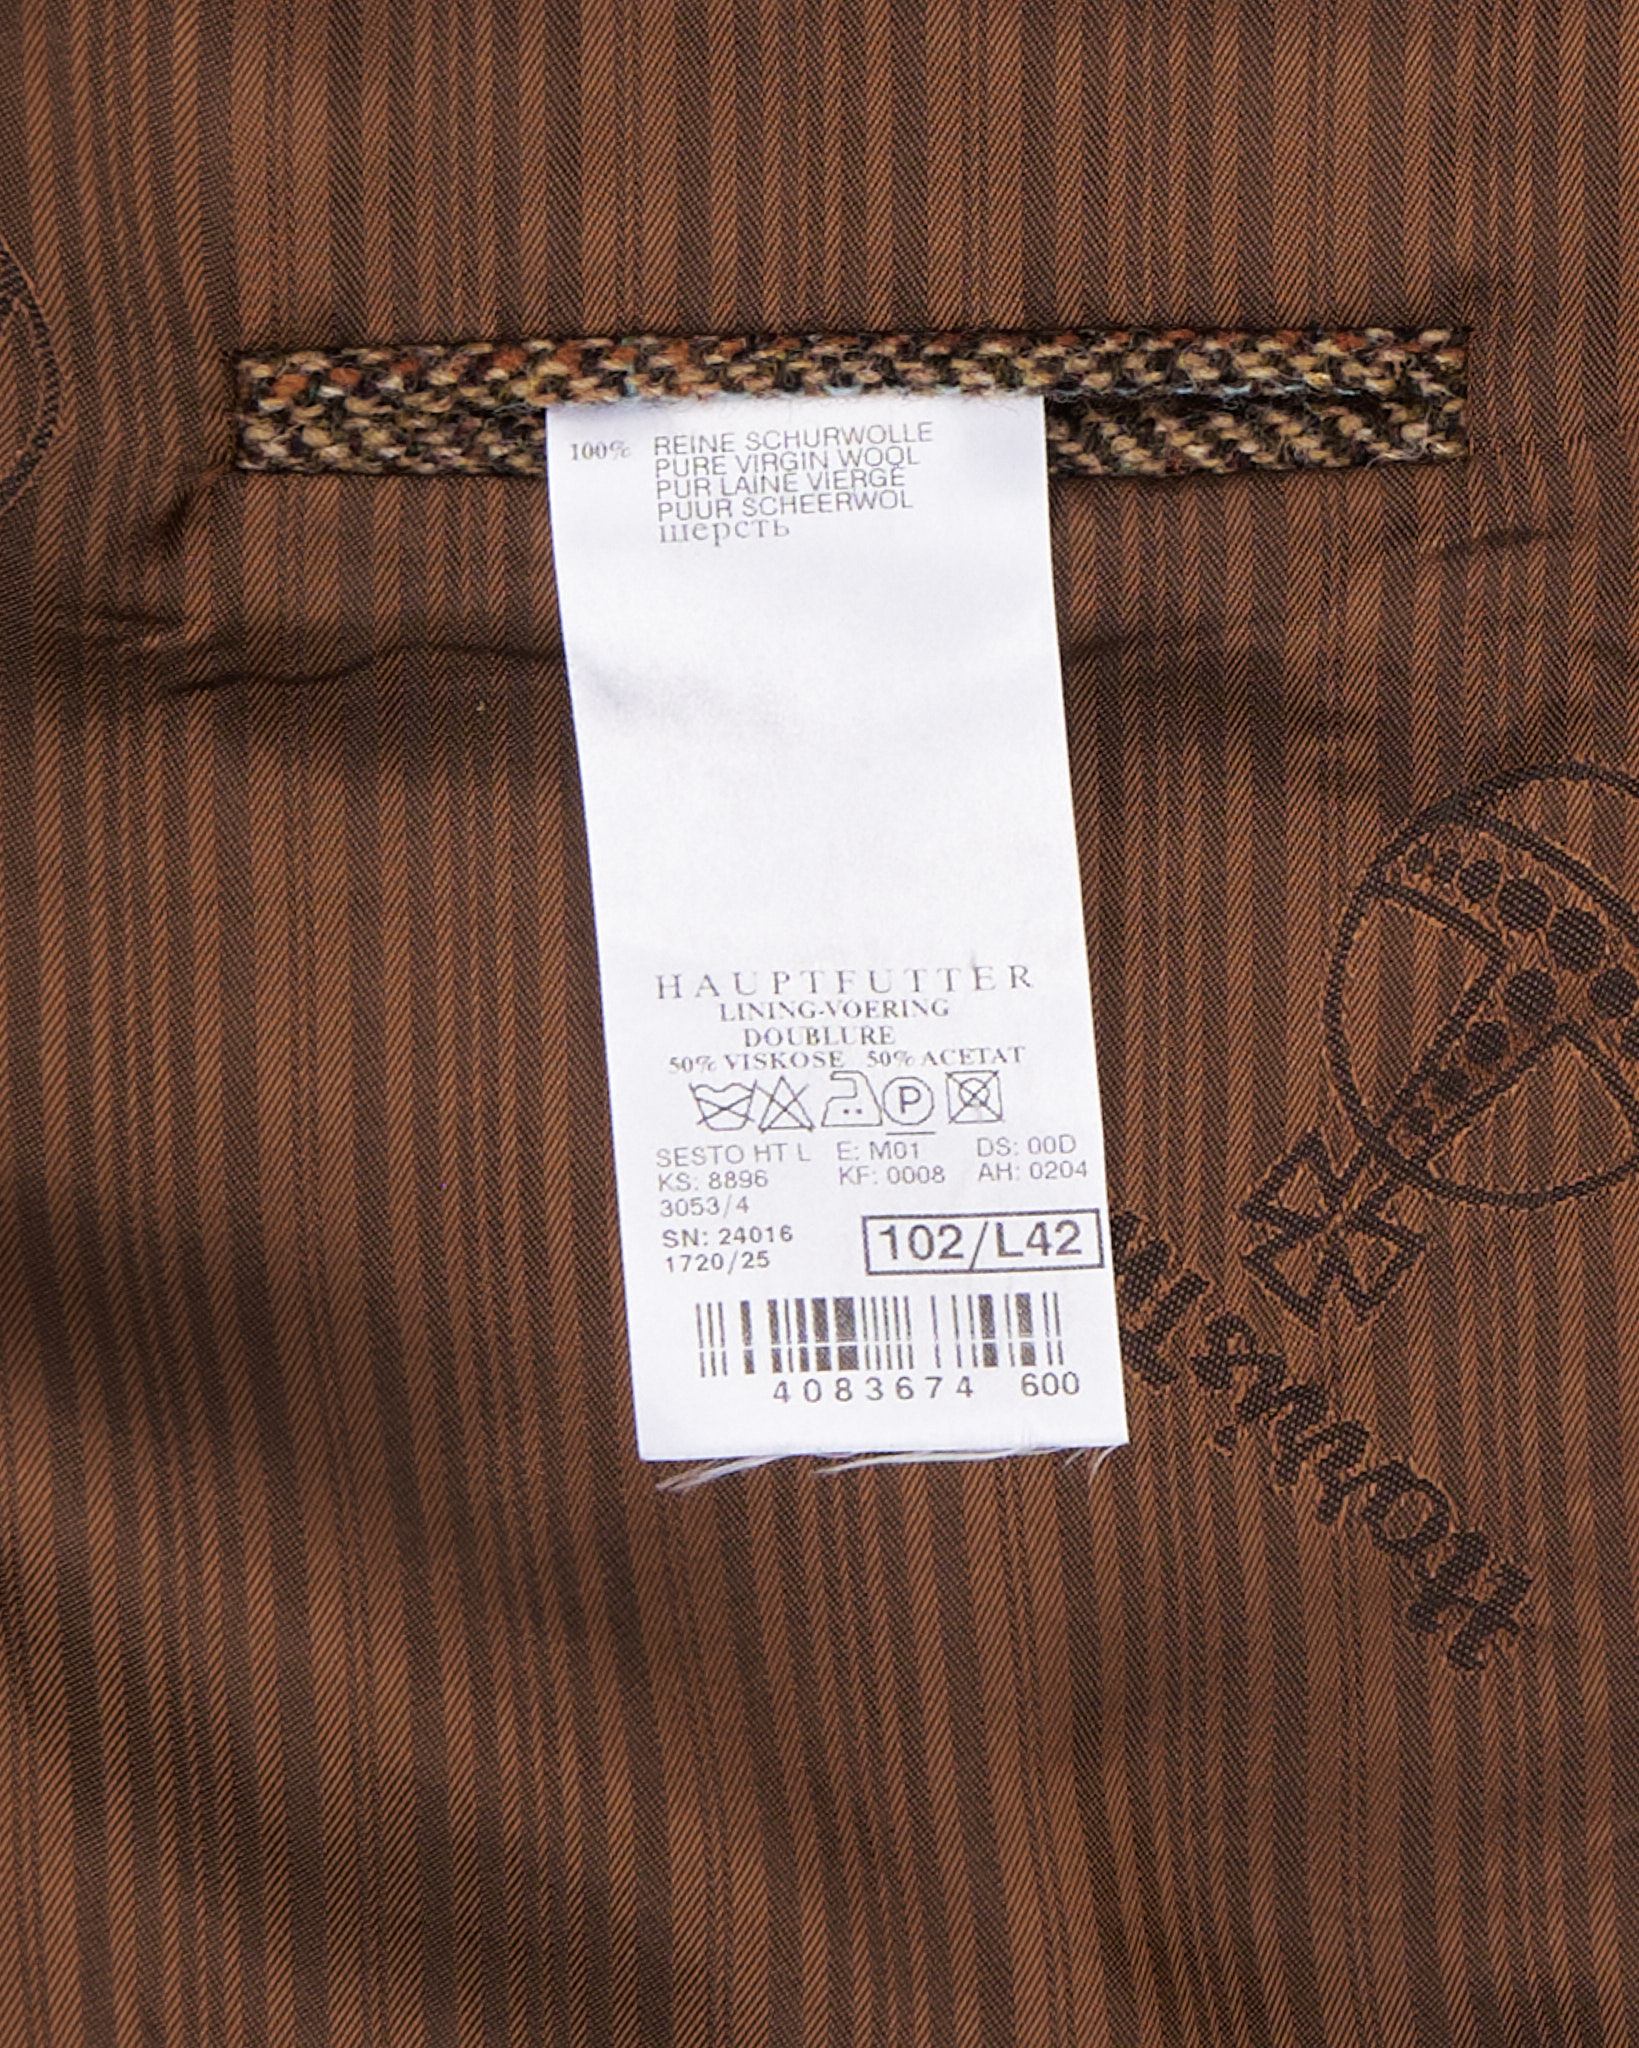 100% REINE SCHURWOLLE
PURE VIRGIN WOOL
PUR LAINE VIERGE
PUUR SCHEERWOL
шерсть
HAUPTFUTTER
LINING-VOERING
DOUBLURE
50% VISKOSE 50% ACETAT
P
SESTO HT L E: M01 DS: 00D
KS: 8896 KF: 0008 AH: 0204
3053/4
SN: 24016
1720/25
102/L42
4083674 600